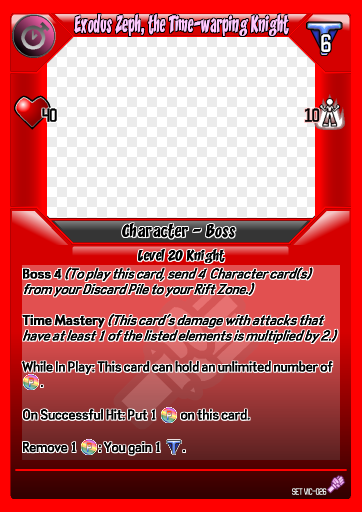 Exodus Zeph, the Time-warping Knight
6
40
10
Character - Boss
Level 20 Knight
Boss 4 (To play this card, send 4 Character card(s)
from your Discard Pile to your Rift Zone.)
Time Mastery (This card's damage with attacks that
have at least 1 of the listed elements is multiplied by 2.)
While In Play: This card can hold an unlimited number of
.
On Successful Hit: Put 1 on this card.
Remove 1 : You gain 1 .
SET VIC-026